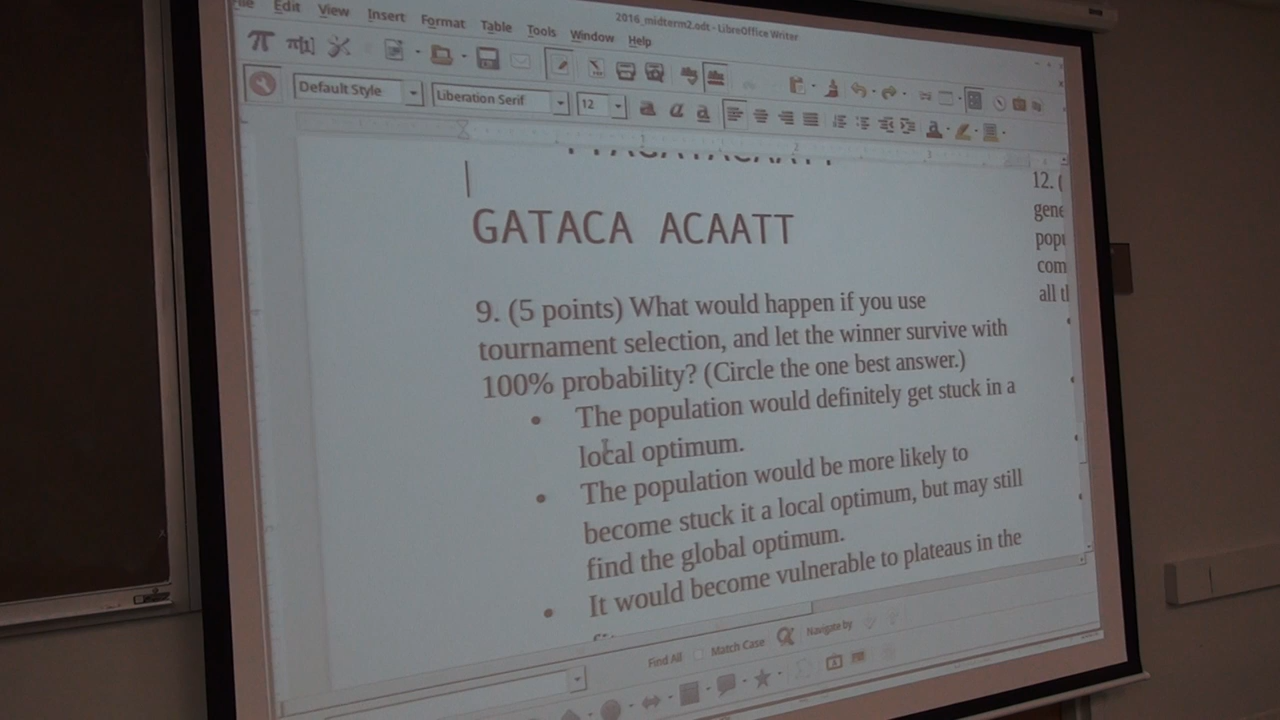 Edit View Insert Format Table Tools Window Help
2016_midterm2.odt - LibreOffice Writer
Default Style Liberation Serif 12
GATACA ACAATT
9. (5 points) What would happen if you use
tournament selection, and let the winner survive with
100% probability? (Circle the one best answer.)
• The population would definitely get stuck in a
local optimum.
• The population would be more likely to
become stuck it a local optimum, but may still
find the global optimum.
• It would become vulnerable to plateaus in the
12. (
gene
popu
com
all th
Find All Match Case Navigate by